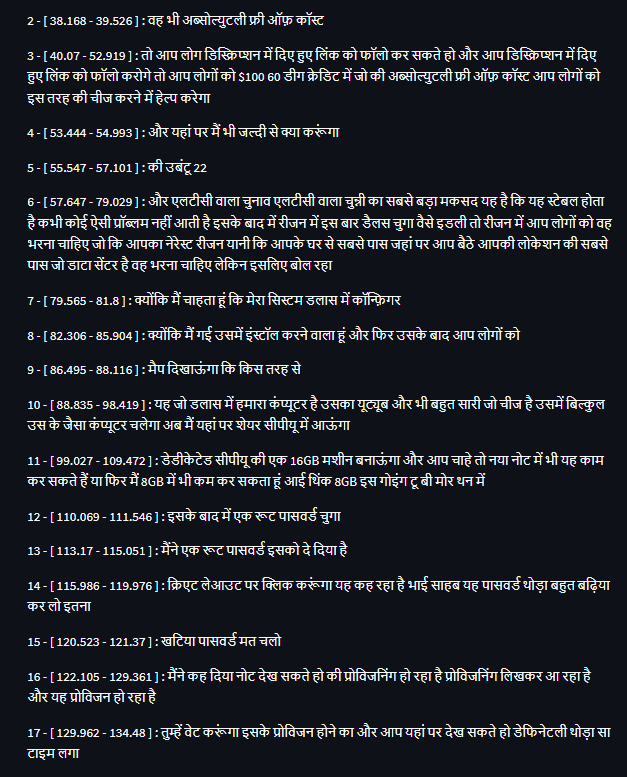 2 - [ 38.168 - 39.526 ] : वह भी अब्सोल्युटली फ्री ऑफ़ कॉस्ट
3 - [ 40.07 - 52.919 ] : तो आप लोग डिस्क्रिप्शन में दिए हुए लिंक को फॉलो कर सकते हो और आप डिस्क्रिप्शन में दिए
हुए लिंक को फॉलो करोगे तो आप लोगों को $100 60 डीग क्रेडिट में जो की अब्सोल्युटली फ्री ऑफ़ कॉस्ट आप लोगों को
इस तरह की चीज करने में हेल्प करेगा
4 - [ 53.444 - 54.993 ] : और यहां पर मैं भी जल्दी से क्या करूंगा
5 - [ 55.547 - 57.101 ] : की उबंटू 22
6 - [ 57.647 - 79.029 ] : और एलटीसी वाला चुनाव एलटीसी वाला चुन्नी का सबसे बड़ा मकसद यह है कि यह स्टेबल होता
है कभी कोई ऐसी प्रॉब्लम नहीं आती है इसके बाद में रीजन में इस बार डैलस चुगा वैसे इडली तो रीजन में आप लोगों को वह
भरना चाहिए जो कि आपका नेरेस्ट रीजन यानी कि आपके घर से सबसे पास जहां पर आप बैठे आपकी लोकेशन की सबसे
पास जो डाटा सेंटर है वह भरना चाहिए लेकिन इसलिए बोल रहा
7 - [ 79.565 - 81.8 ] : क्योंकि मैं चाहता हूं कि मेरा सिस्टम डलास में कॉन्फ़िगर
8 - [ 82.306 - 85.904 ] : क्योंकि मैं गई उसमें इंस्टॉल करने वाला हूं और फिर उसके बाद आप लोगों को
9 - [ 86.495 - 88.116 ] : मैप दिखाऊंगा कि किस तरह से
10 - [ 88.835 - 98.419 ] : यह जो डलास में हमारा कंप्यूटर है उसका यूट्यूब और भी बहुत सारी जो चीज है उसमें बिल्कुल
उस के जैसा कंप्यूटर चलेगा अब मैं यहां पर शेयर सीपीयू में आऊंगा
11 - [ 99.027 - 109.472 ] : डेडीकेटेड सीपीयू की एक 16GB मशीन बनाऊंगा और आप चाहे तो नया नोट में भी यह काम
कर सकते हैं या फिर मैं 8GB में भी कम कर सकता हूं आई थिंक 8GB इस गोइंग टू बी मोर थन में
12 - [ 110.069 - 111.546 ] : इसके बाद में एक रूट पासवर्ड चुगा
13 - [ 113.17 - 115.051 ] : मैंने एक रूट पासवर्ड इसको दे दिया है
14 - [ 115.986 - 119.976 ] : क्रिएट लेआउट पर क्लिक करूंगा यह कह रहा है भाई साहब यह पासवर्ड थोड़ा बहुत बढ़िया
कर लो इतना
15 - [ 120.523 - 121.37 ] : खटिया पासवर्ड मत चलो
16 - [ 122.105 - 129.361 ] : मैंने कह दिया नोट देख सकते हो की प्रोविजनिंग हो रहा है प्रोविजनिंग लिखकर आ रहा है
और यह प्रोविजन हो रहा है
17 - [ 129.962 - 134.48 ] : तुम्हें वेट करूंगा इसके प्रोविजन होने का और आप यहां पर देख सकते हो डेफिनेटली थोड़ा सा
टाइम लगा